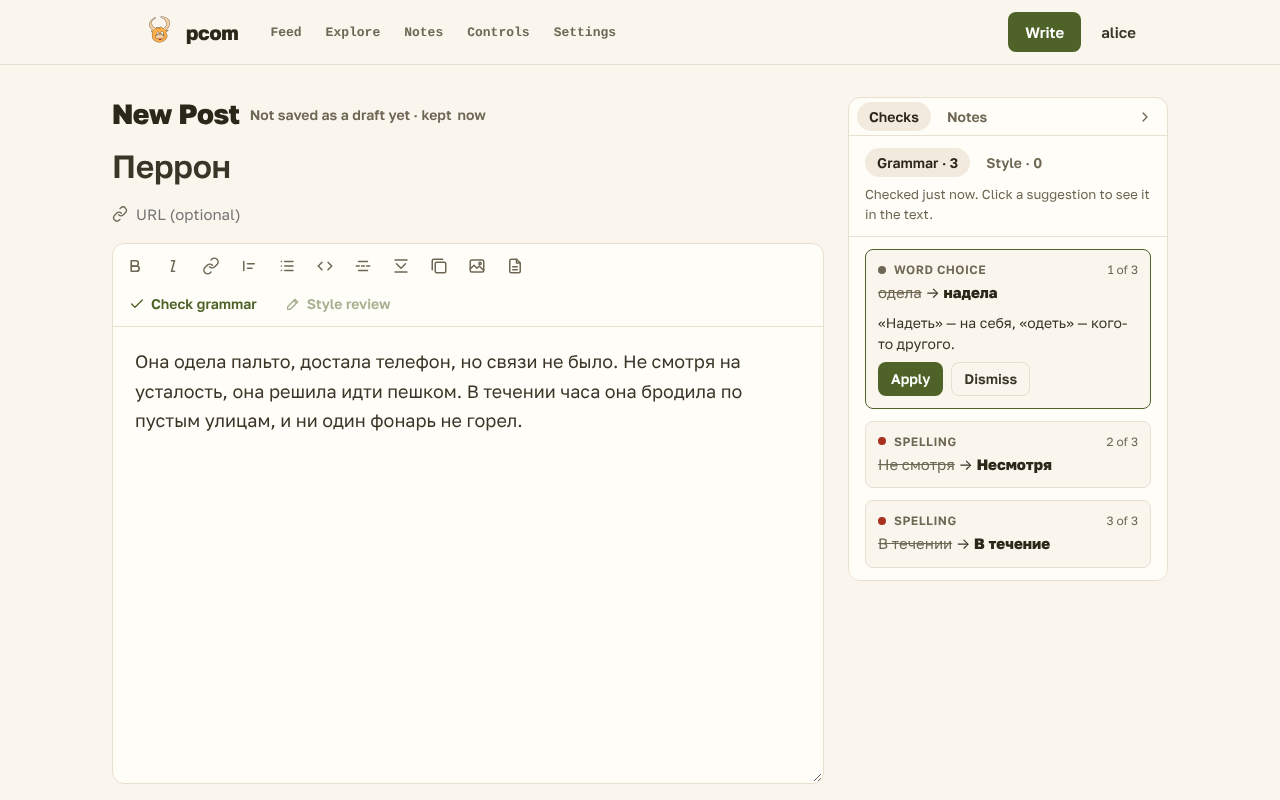 pcom
Feed
Explore
Notes
Controls
Settings
Write
alice
New Post
Not saved as a draft yet · kept now
Перрон
URL (optional)
Check grammar
Style review
Она одела пальто, достала телефон, но связи не было. Не смотря на
усталость, она решила идти пешком. В течении часа она бродила по
пустым улицам, и ни один фонарь не горел.
Checks
Notes
Grammar · 3
Style · 0
Checked just now. Click a suggestion to see it
in the text.
WORD CHOICE
1 of 3
одела → надела
«Надеть» — на себя, «одеть» — кого-
то другого.
Apply
Dismiss
SPELLING
2 of 3
Не смотря → Несмотря
SPELLING
3 of 3
В течении → В течение